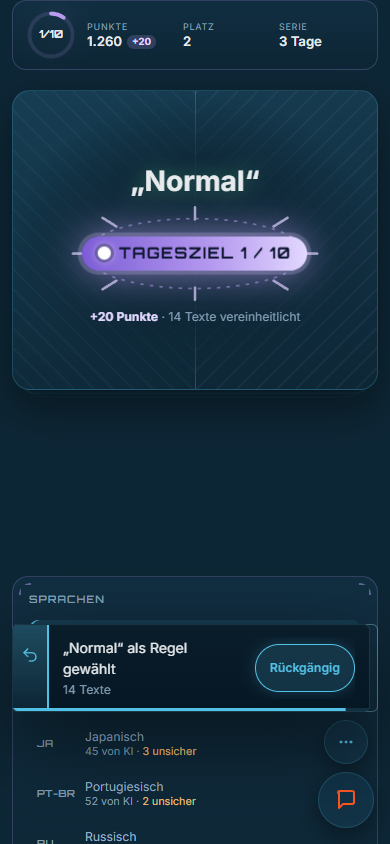 1/10
PUNKTE
1.260 +20
PLATZ
2
SERIE
3 Tage
„Normal“
TAGESZIEL 1 / 10
+20 Punkte · 14 Texte vereinheitlicht
SPRACHEN
„Normal“ als Regel
gewählt
14 Texte
Rückgängig
JA
Japanisch
45 von KI · 3 unsicher
PT-BR
Portugiesisch
52 von KI · 2 unsicher
RU
Russisch